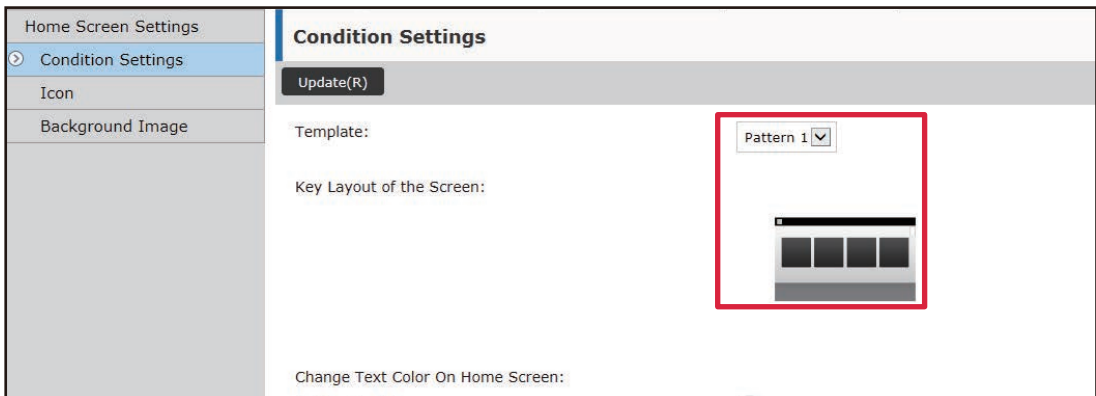 Home Screen Settings
Condition Settings
Icon
Background Image
Condition Settings
Update(R)
Template:
Pattern 1
Key Layout of the Screen:
Change Text Color On Home Screen: